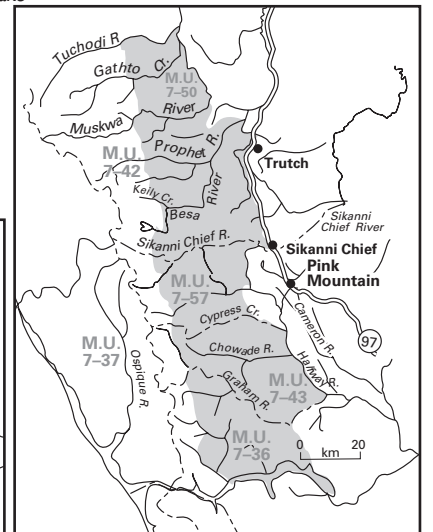 Tuchodi R
Gathto Cr.
M.U.
7–50
River
Muskwa
M.U.
7–42
Prophet R.
Trutch
Keily Cr.
River
Besa
Sikanni
Chief River
Sikanni Chief R.
Sikanni Chief
Pink
Mountain
M.U.
7–57
Cypress Cr.
Cameron R.
97
M.U.
7–37
Ospique R
Chowade R.
Halfway R.
Graham R.
M.U.
7–43
M.U.
7–36
0 20
km